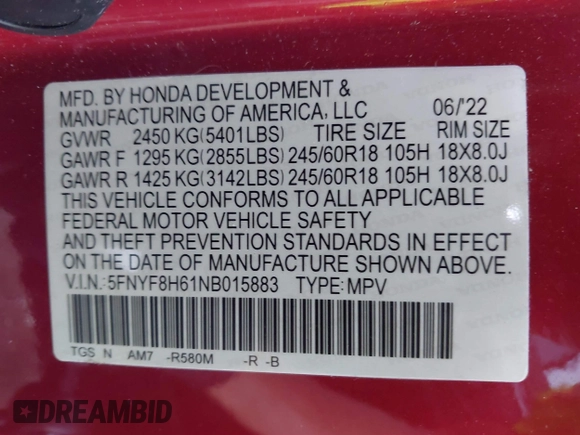 MFD. BY HONDA DEVELOPMENT &
MANUFACTURING OF AMERICA, LLC 06/'22
GVWR 2450 KG(5401LBS) TIRE SIZE RIM SIZE
GAWR F 1295 KG(2855LBS) 245/60R18 105H 18X8.0J
GAWR R 1425 KG(3142LBS) 245/60R18 105H 18X8.0J
THIS VEHICLE CONFORMS TO ALL APPLICABLE
FEDERAL MOTOR VEHICLE SAFETY
AND THEFT PREVENTION STANDARDS IN EFFECT
ON THE DATE OF MANUFACTURE SHOWN ABOVE.
V.I.N.:5FNYF8H61NB015883 TYPE:MPV
TGS N AM7 -R580M -R -B
DREAMBID